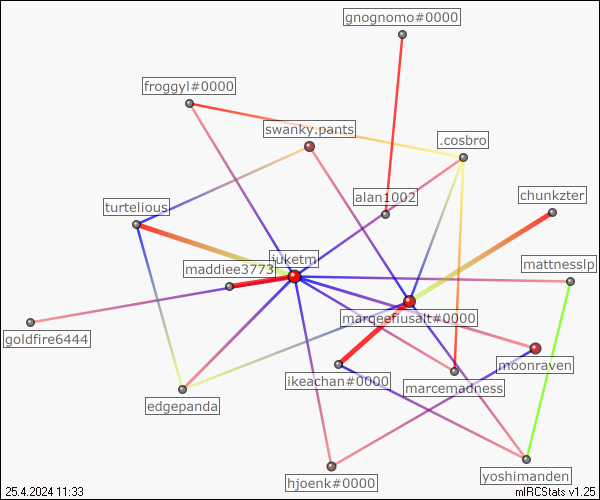 gnognomo#0000
froggyl#0000
swanky.pants
.cosbro
alan1002
chunkzter
turtelious
juketm
maddiee3773
mattnesslp
marqeefiusalt#0000
goldfire6444
moonraven
ikeachan#0000
marcemadness
edgepanda
yoshimanden
hjoenk#0000
25.4.2024 11:33
mIRCStats v1.25